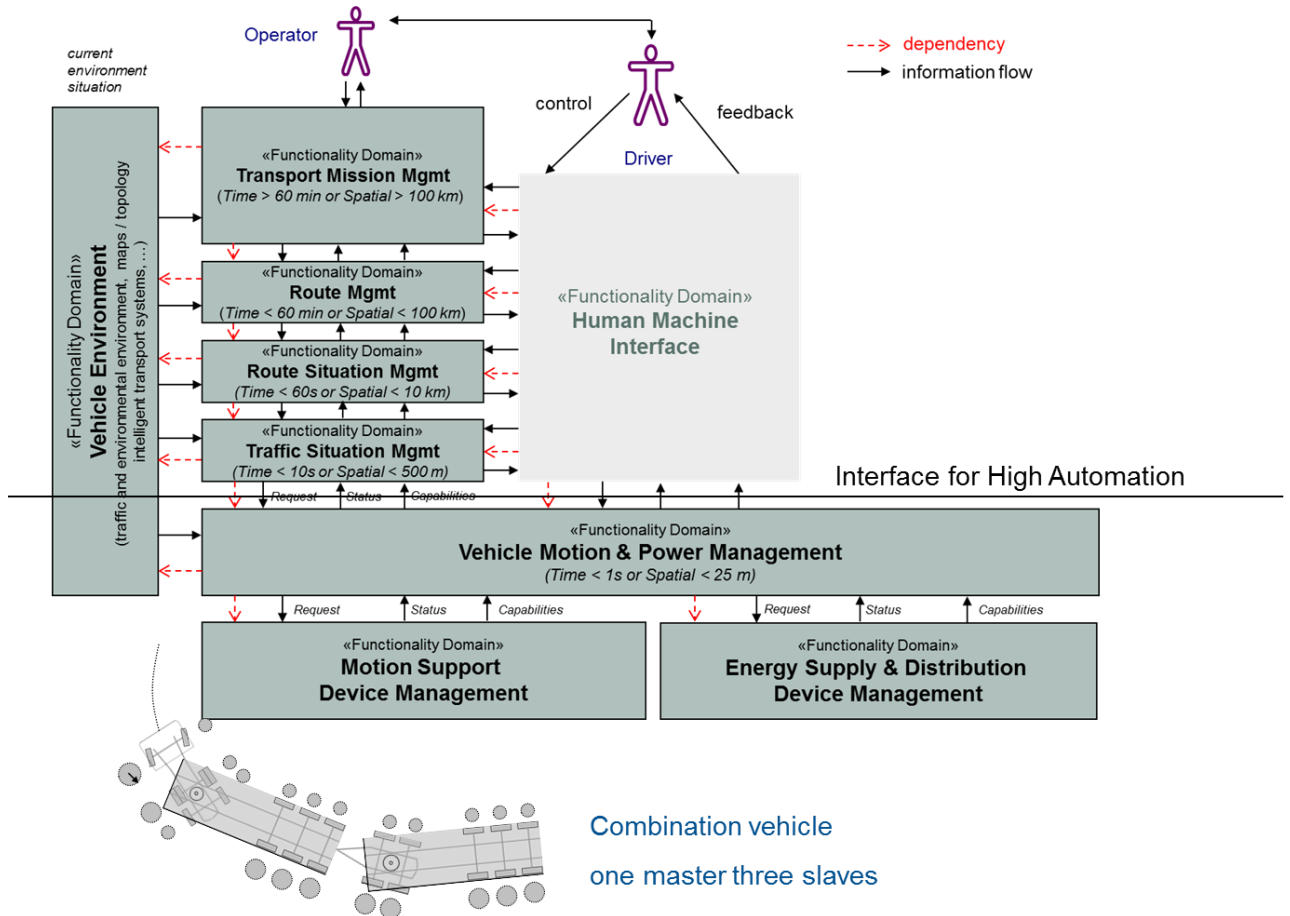 Operator
current
environment
situation
dependency
information flow
control
feedback
Driver
«Functionality Domain»
Vehicle Environment
(traffic and environmental environment, maps / topology
intelligent transport systems, …)
«Functionality Domain»
Transport Mission Mgmt
(Time > 60 min or Spatial > 100 km)
«Functionality Domain»
Route Mgmt
(Time < 60 min or Spatial < 100 km)
«Functionality Domain»
Route Situation Mgmt
(Time < 60s or Spatial < 10 km)
«Functionality Domain»
Traffic Situation Mgmt
(Time < 10s or Spatial < 500 m)
«Functionality Domain»
Human Machine
Interface
Interface for High Automation
Request Status Capabilities
«Functionality Domain»
Vehicle Motion & Power Management
(Time < 1s or Spatial < 25 m)
Request Status Capabilities
Request Status Capabilities
«Functionality Domain»
Motion Support
Device Management
«Functionality Domain»
Energy Supply & Distribution
Device Management
Combination vehicle
one master three slaves